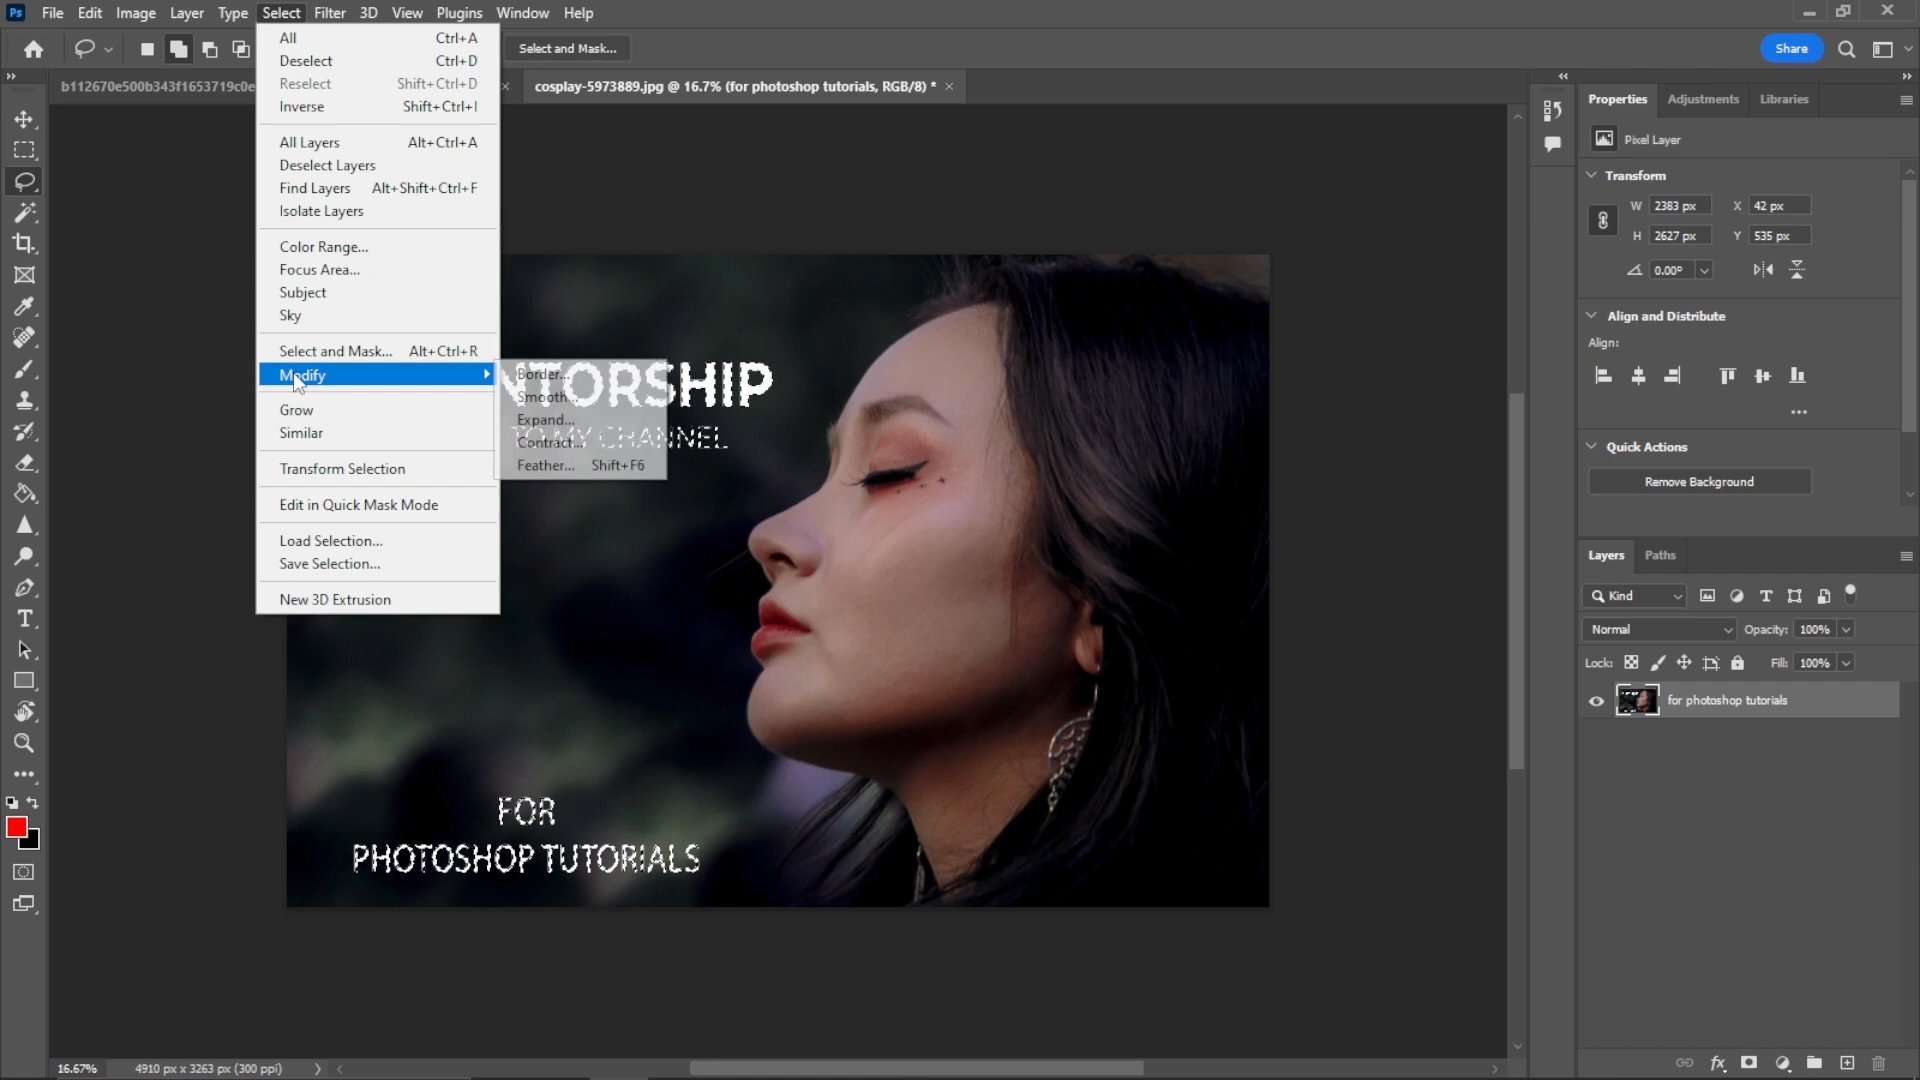 Ps File Edit Image Layer Type Select Filter 3D View Plugins Window Help
Select and Mask...
Share
b112670e500b343f1653719c0e
cosplay-5973889.jpg @ 16.7% (for photoshop tutorials, RGB/8) *
All Ctrl+A
Deselect Ctrl+D
Reselect Shift+Ctrl+D
Inverse Shift+Ctrl+I
All Layers Alt+Ctrl+A
Deselect Layers
Find Layers Alt+Shift+Ctrl+F
Isolate Layers
Color Range...
Focus Area...
Subject
Sky
Select and Mask... Alt+Ctrl+R
Modify
Grow
Similar
Transform Selection
Edit in Quick Mask Mode
Load Selection...
Save Selection...
New 3D Extrusion
Border...
Smooth...
Expand...
Contract...
Feather... Shift+F6
NTORSHIP
TO MY CHANNEL
FOR
PHOTOSHOP TUTORIALS
Properties Adjustments Libraries
Pixel Layer
Transform
W 2383 px X 42 px
H 2627 px Y 535 px
0.00°
Align and Distribute
Align:
Quick Actions
Remove Background
Layers Paths
Kind
Normal Opacity: 100%
Lock: Fill: 100%
for photoshop tutorials
16.67% 4910 px x 3263 px (300 ppi)